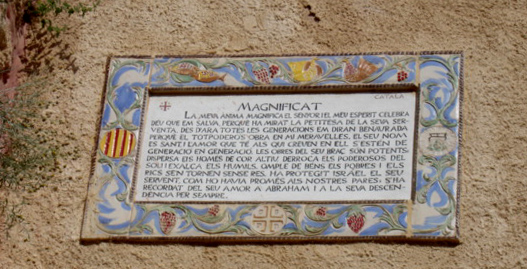 CATALÀ
MAGNIFICAT
LA MEVA ÀNIMA MAGNIFICA EL SENYOR I EL MEU ESPERIT CELEBRA
DÉU QUE EM SALVA, PERQUÈ HA MIRAT LA PETITESA DE LA SEVA SER-
VENTA. DES D'ARA TOTES LES GENERACIONS EM DIRAN BENAURADA
PERQUÈ EL TOTPODERÓS OBRA EN MI MERAVELLES. EL SEU NOM
ÉS SANT I L'AMOR QUE TÉ ALS QUI CREUEN EN ELL S'ESTÉN DE
GENERACIÓ EN GENERACIÓ. LES OBRES DEL SEU BRAÇ SÓN POTENTS:
DISPERSA ELS HOMES DE COR ALTIU DERROCA ELS PODEROSOS DEL
SOLI I EXALÇA ELS HUMILS, OMPLE DE BÉNS ELS POBRES I ELS
RICS SE'N TORNEN SENSE RES. HA PROTEGIT ISRAEL, EL SEU
SERVENT, COM HO HAVIA PROMÈS ALS NOSTRES PARES. S'HA
RECORDAT DEL SEU AMOR A ABRAHAM I A LA SEVA DESCEN-
DÈNCIA PER SEMPRE.